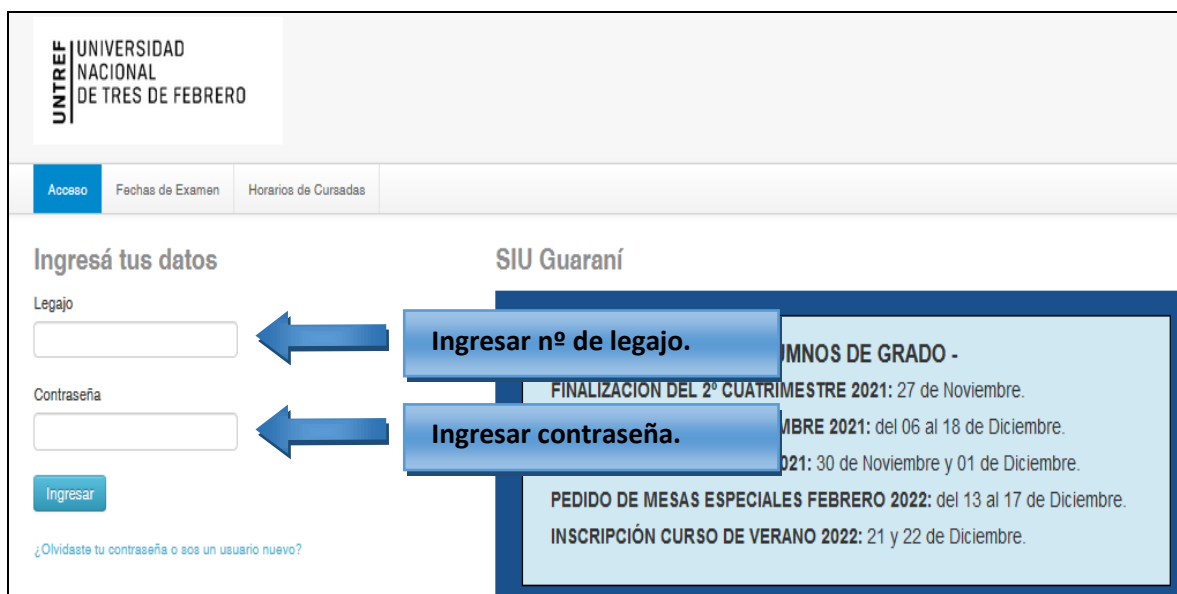 UNTREF
UNIVERSIDAD
NACIONAL
DE TRES DE FEBRERO
Acceso
Fechas de Examen
Horarios de Cursadas
Ingresá tus datos
Legajo
Contraseña
Ingresar
¿Olvidaste tu contraseña o sos un usuario nuevo?
Ingresar nº de legajo.
Ingresar contraseña.
SIU Guaraní
DE GRADO -
FINALIZACIÓN DEL 2º CUATRIMESTRE 2021: 27 de Noviembre.
2021: del 06 al 18 de Diciembre.
30 de Noviembre y 01 de Diciembre.
PEDIDO DE MESAS ESPECIALES FEBRERO 2022: del 13 al 17 de Diciembre.
INSCRIPCIÓN CURSO DE VERANO 2022: 21 y 22 de Diciembre.